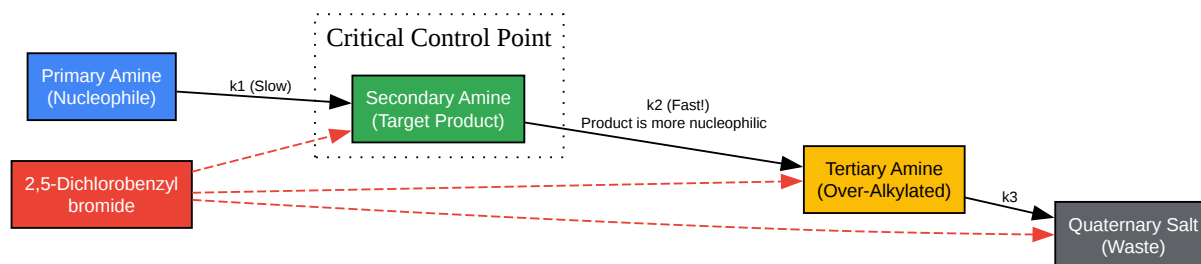 Critical Control Point
Primary Amine
(Nucleophile)
k1 (Slow)
Secondary Amine
(Target Product)
k2 (Fast!)
Product is more nucleophilic
2,5-Dichlorobenzyl
bromide
Tertiary Amine
(Over-Alkylated)
k3
Quaternary Salt
(Waste)